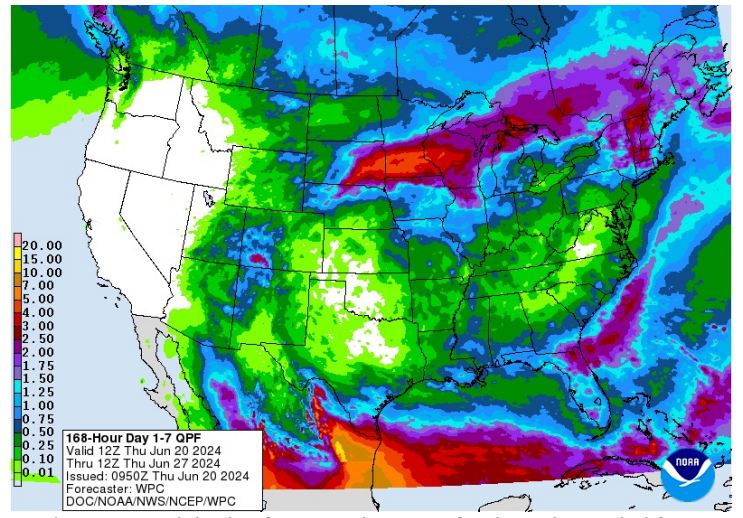 20.00
15.00
10.00
7.00
5.00
4.00
3.00
2.50
2.00
1.75
1.50
1.25
1.00
0.75
0.50
0.25
0.10
0.01
168-Hour Day 1-7 QPF
Valid 12Z Thu Jun 20 2024
Thru 12Z Thu Jun 27 2024
Issued: 0950Z Thu Jun 20 2024
Forecaster: WPC
DOC/NOAA/NWS/NCEP/WPC
NOAA